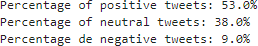 Percentage of positive tweets: 53.0%
Percentage of neutral tweets: 38.0%
Percentage de negative tweets: 9.0%